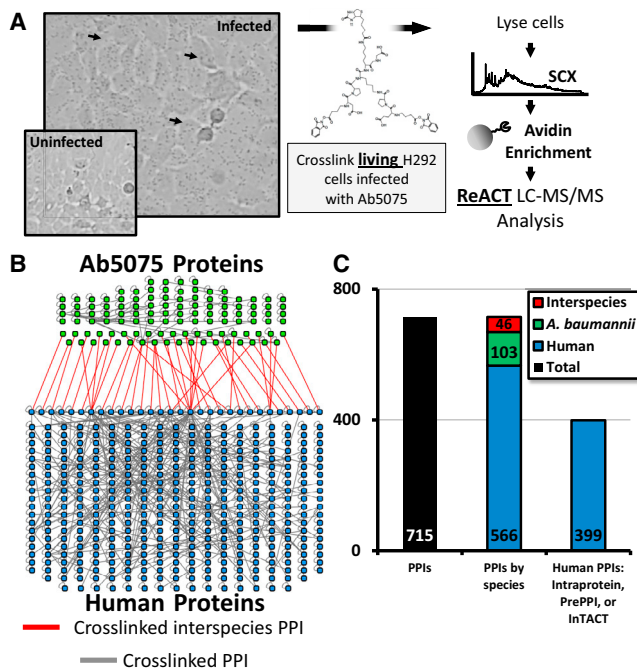 A
Infected
Uninfected
Crosslink living H292
cells infected
with Ab5075
Lyse cells
SCX
Avidin
Enrichment
ReACT LC-MS/MS
Analysis
B
Ab5075 Proteins
Human Proteins
Crosslinked interspecies PPI
Crosslinked PPI
C
800
400
0
Interspecies
A. baumannii
Human
Total
46
103
715
566
399
PPIs
PPIs by
species
Human PPIs:
Intraprotein,
PrePPI, or
InTACT